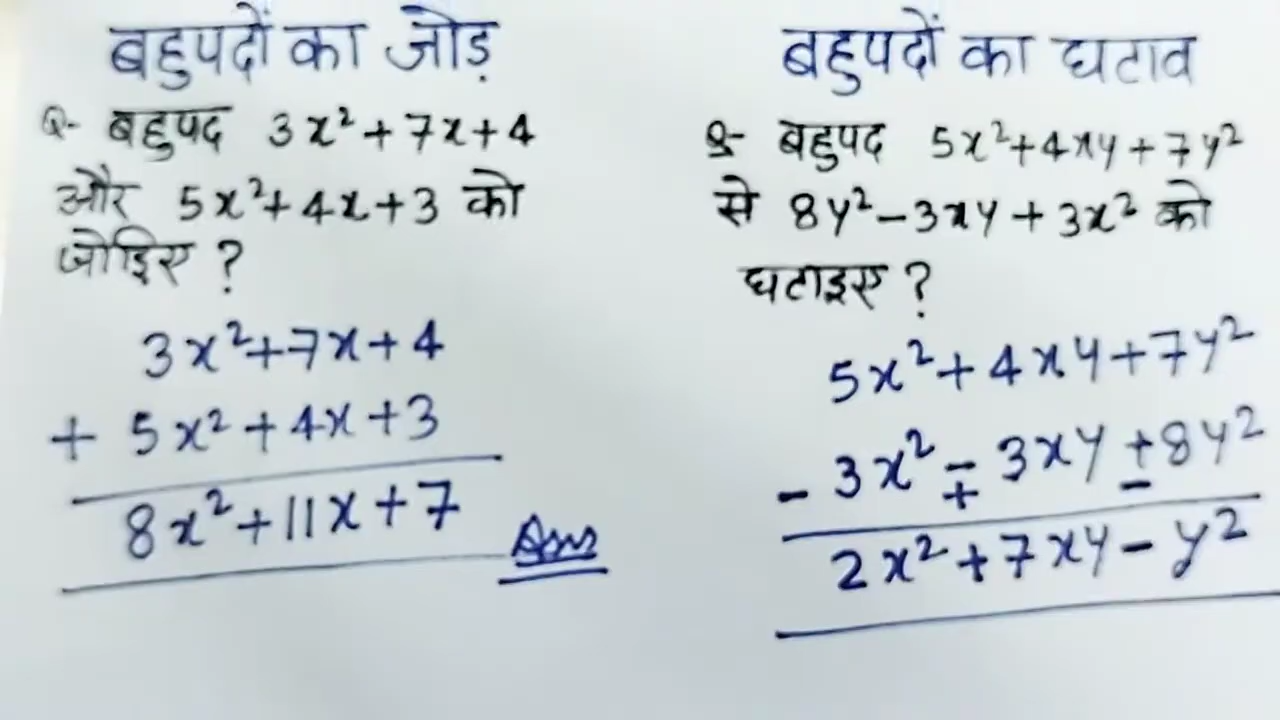 बहुपदों का जोड़
Q- बहुपद 3x²+7x+4
और 5x²+4x+3 को
जोड़िए ?
3x²+7x+4
+ 5x²+4x+3
8x²+11x+7
Ans
बहुपदों का घटाव
Q- बहुपद 5x²+4xy+7y²
से 8y²-3xy+3x² को
घटाइए ?
5x²+4xy+7y²
3x² - 3xy + 8y²
- + -
2x²+7xy-y²